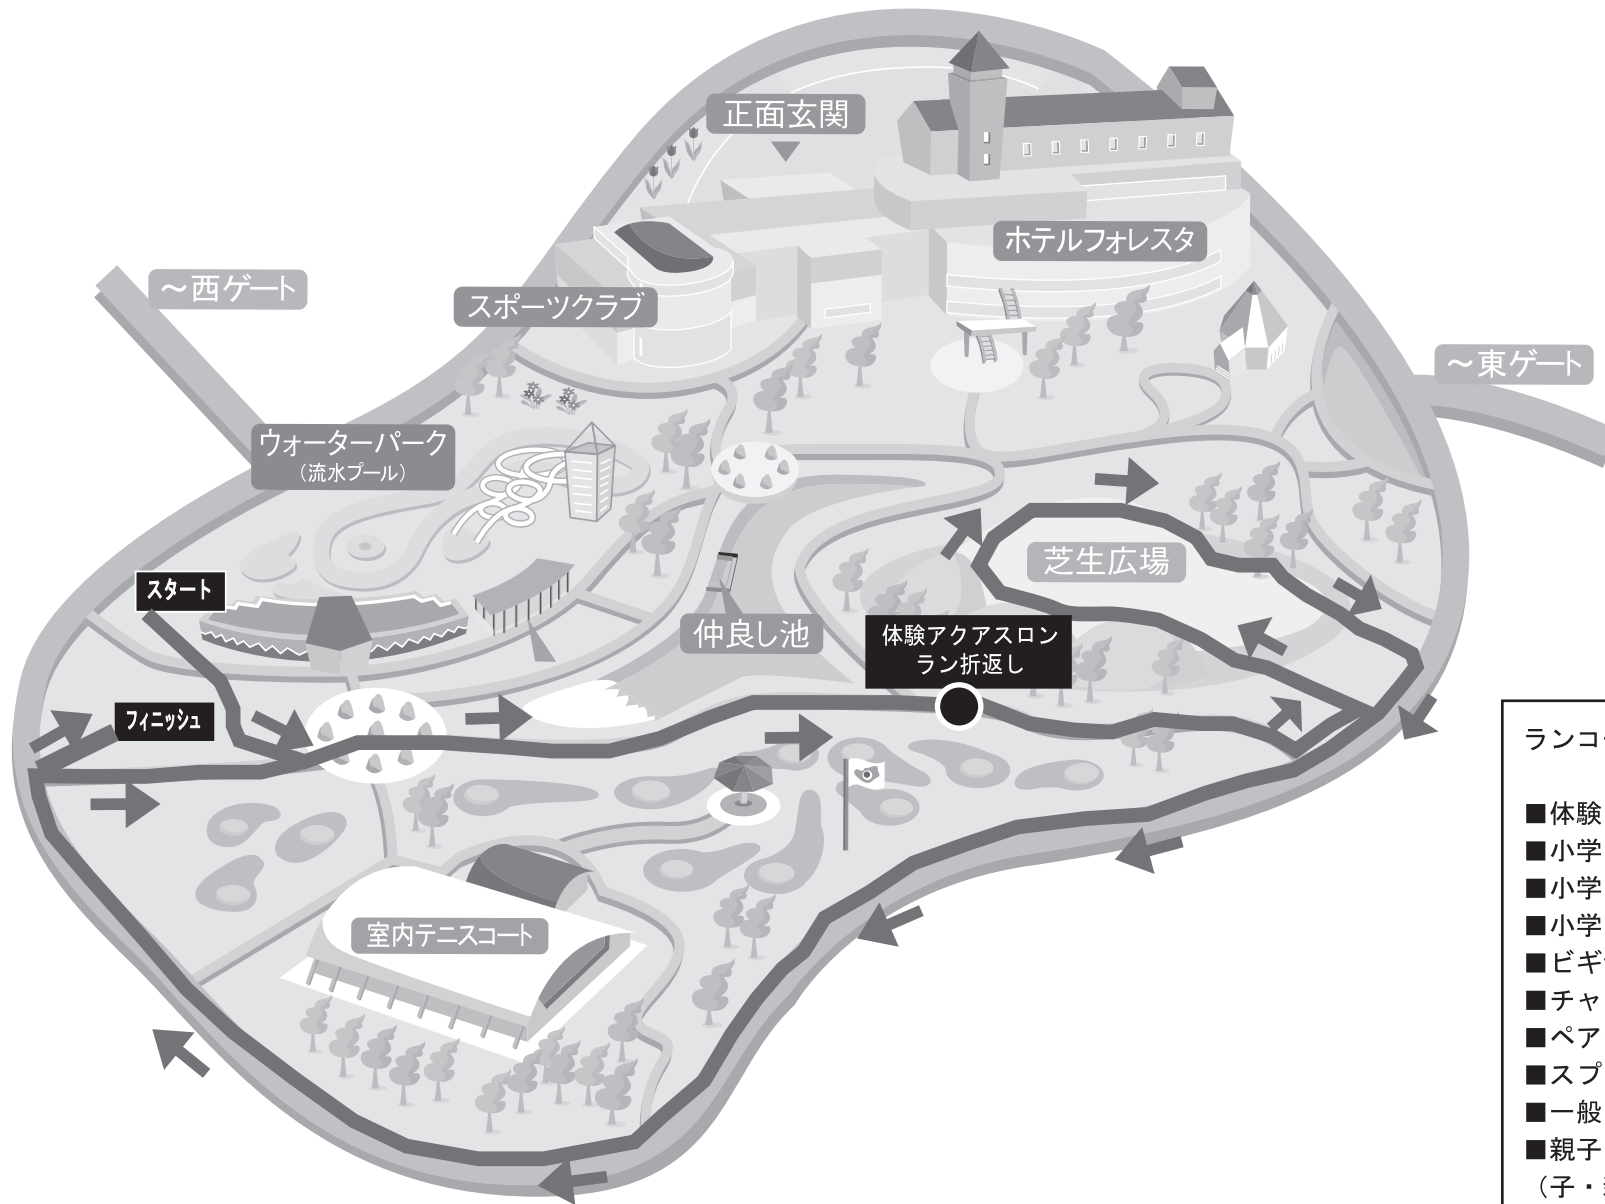 正面玄関
ホテルフォレスタ
〜西ゲート
スポーツクラブ
〜東ゲート
ウォーターパーク
（流水プール）
芝生広場
スタート
仲良し池
体験アクアスロン
ラン折返し
フィニッシュ
室内テニスコート
ランコ
■体験
■小学
■小学
■小学
■ビギ
■チャ
■ペア
■スプ
■一般
■親子
（子・